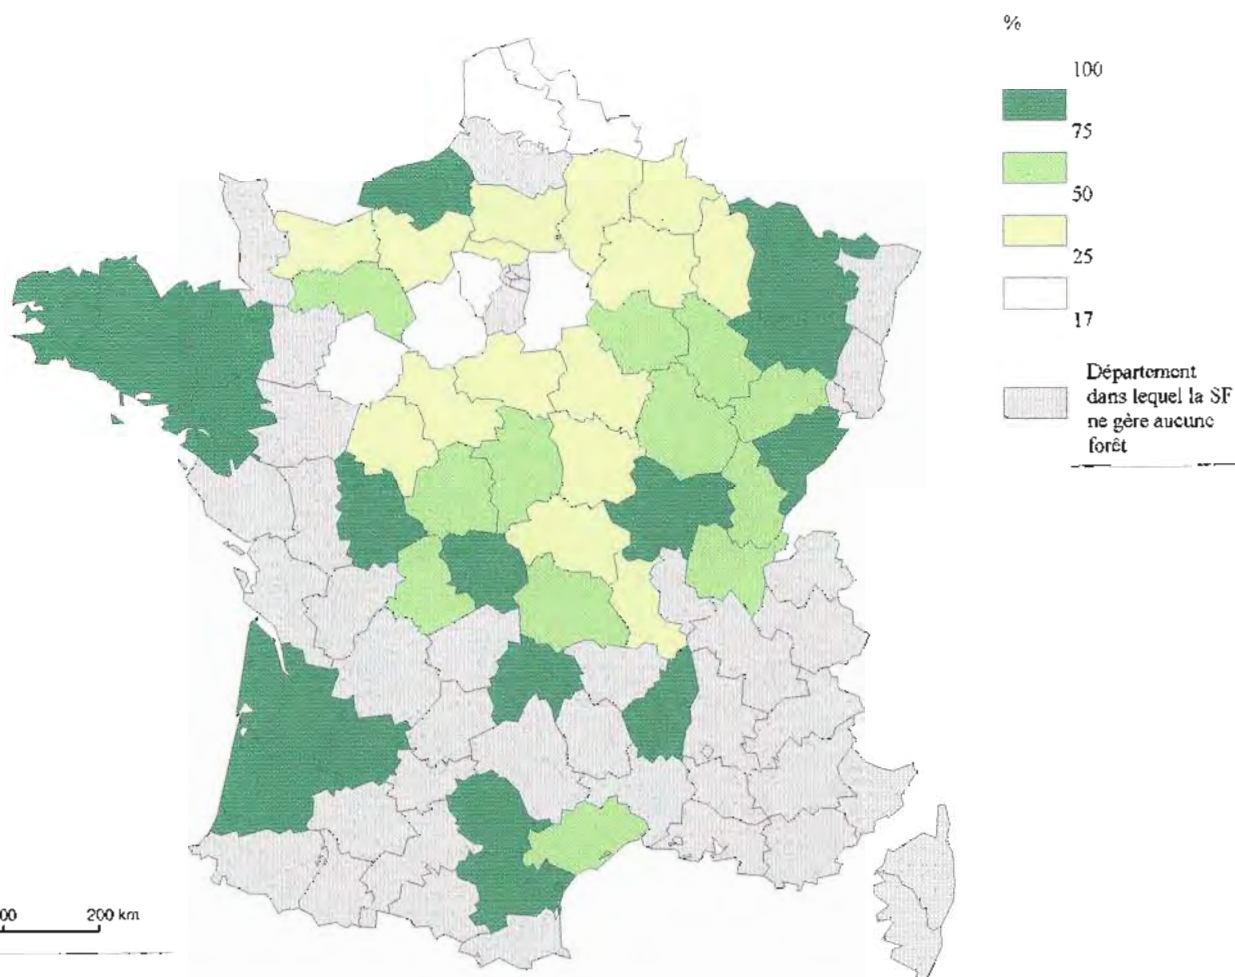 %
100
75
50
25
17
Département
dans lequel la SF
ne gère aucune
forêt
00 200 km